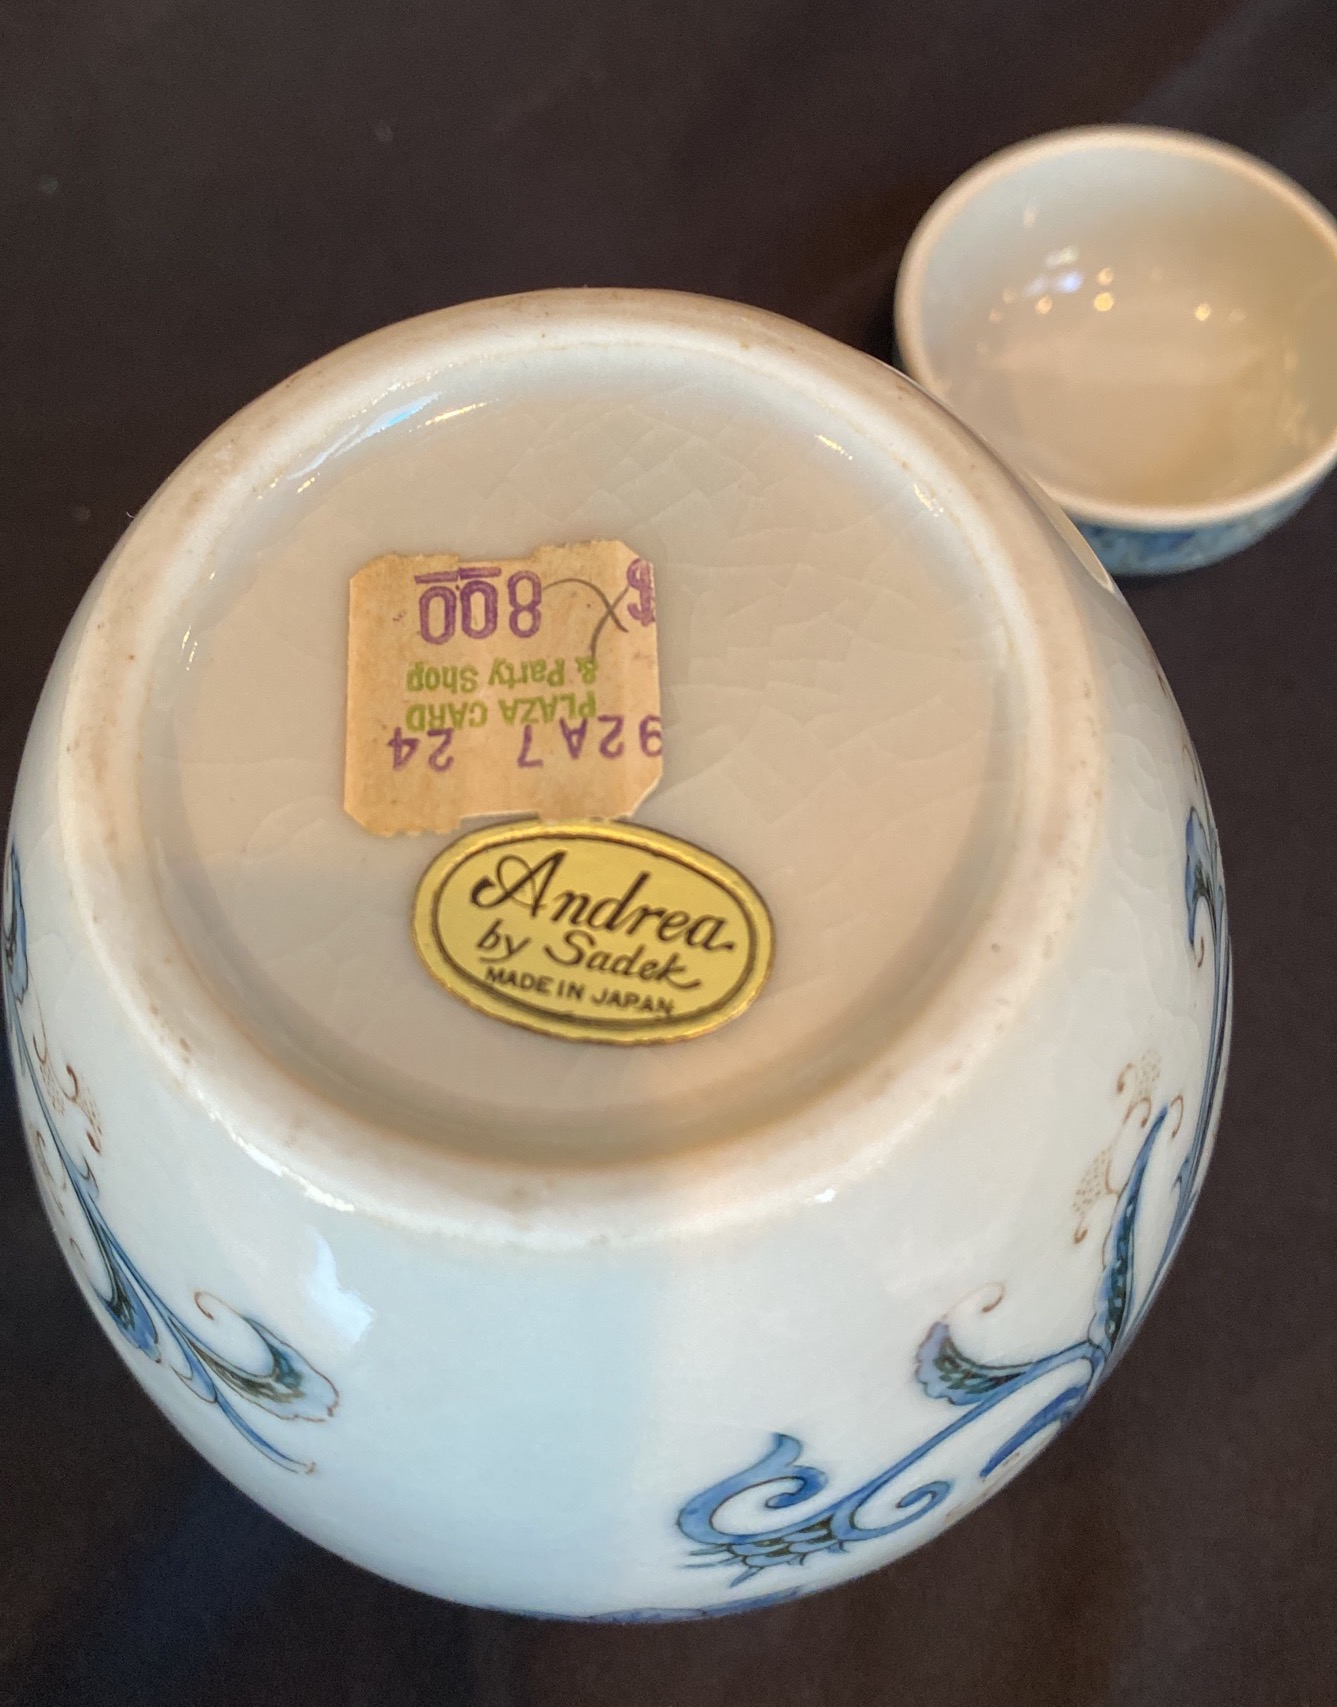 92A7 24
PLAZA CARD
& Party Shop
$ 800
Andrea
by Sadek
MADE IN JAPAN